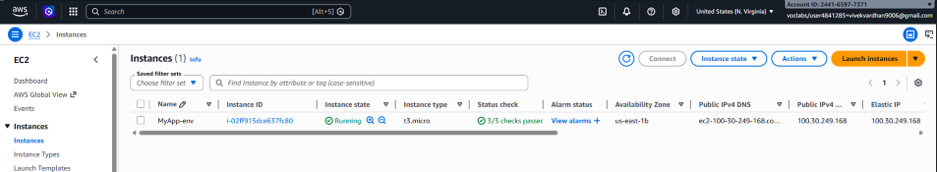 aws
Search [Alt+S]
United States (N. Virginia)
Account ID: 2441-6597-7371
voclabs/user4841285=vivekvardhan9006@gmail.com
EC2 > Instances
EC2
Dashboard
AWS Global View
Events
Instances
Instances
Instance Types
Launch Templates
Instances (1) Info
Connect
Instance state
Actions
Launch instances
Saved filter sets
Choose filter set
Find Instance by attribute or tag (case-sensitive)
1
Name Instance ID Instance state Instance type Status check Alarm status Availability Zone Public IPv4 DNS Public IPv4 ... Elastic IP
MyApp-env i-02ff915dce637fc80 Running t3.micro 3/3 checks passec View alarms + us-east-1b ec2-100-30-249-168.co... 100.30.249.168 100.30.249.168